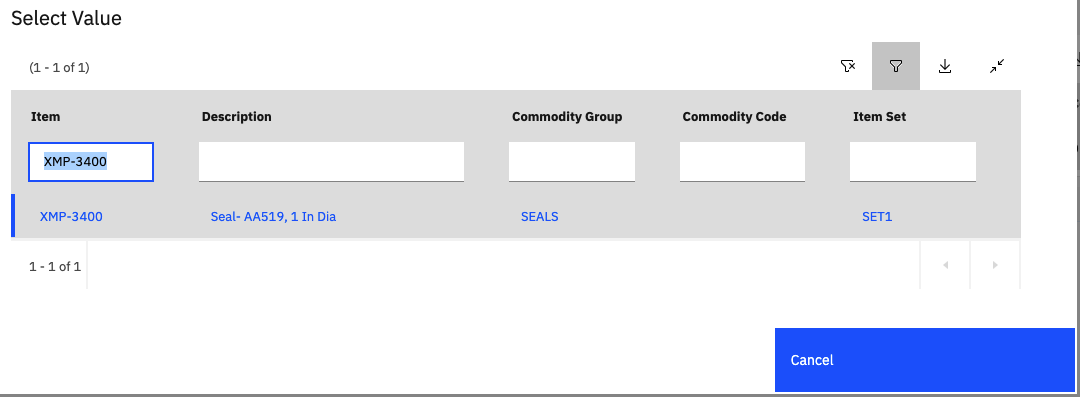 Select Value
(1 - 1 of 1)
Item Description Commodity Group Commodity Code Item Set
XMP-3400
XMP-3400 Seal- AA519, 1 In Dia SEALS SET1
1 - 1 of 1
Cancel